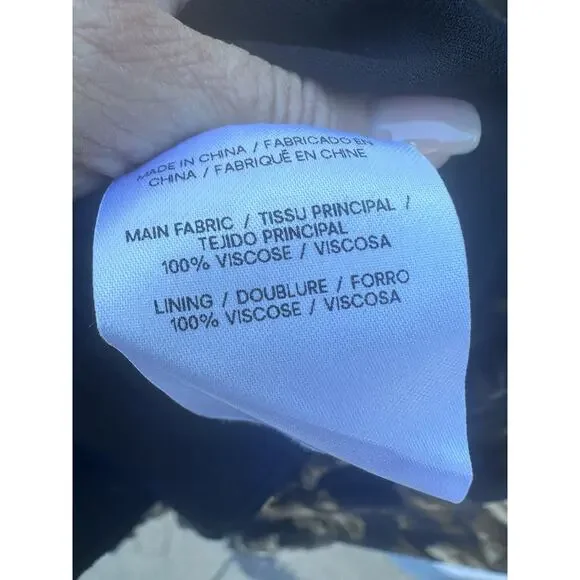 MADE IN CHINA / FABRICADO EN
CHINA / FABRIQUÉ EN CHINE
MAIN FABRIC / TISSU PRINCIPAL /
TEJIDO PRINCIPAL
100% VISCOSE / VISCOSA
LINING / DOUBLURE / FORRO
100% VISCOSE / VISCOSA